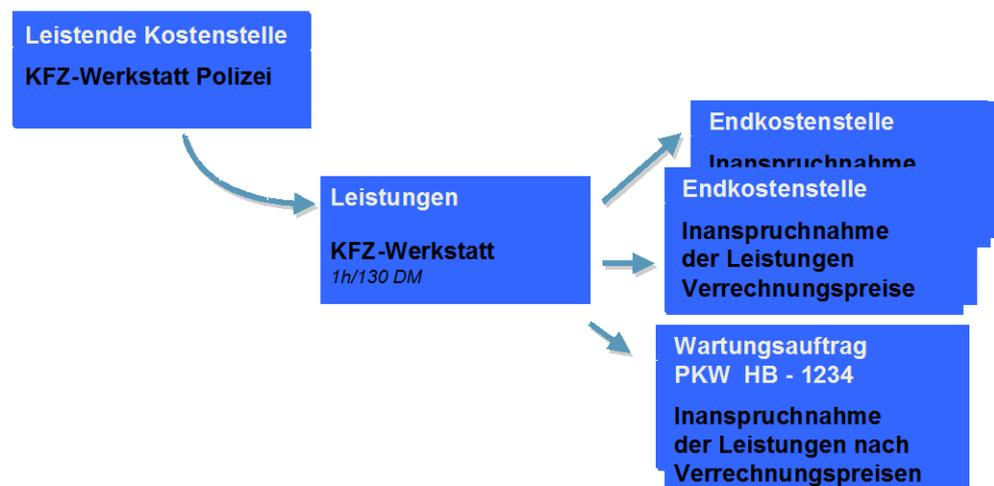 Leistende Kostenstelle
KFZ-Werkstatt Polizei
Leistungen
KFZ-Werkstatt
1h/130 DM
Endkostenstelle
Inanspruchnahme
Endkostenstelle
Inanspruchnahme
der Leistungen
Verrechnungspreise
Wartungsauftrag
PKW HB - 1234
Inanspruchnahme
der Leistungen nach
Verrechnungspreisen